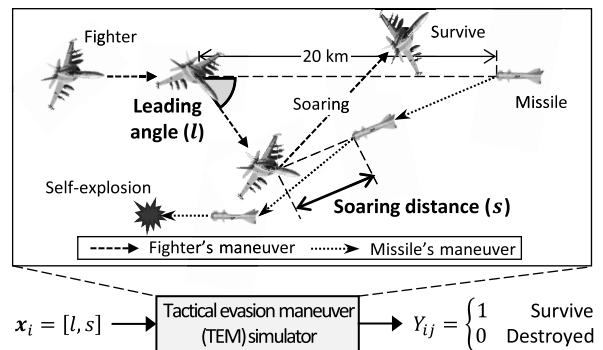 Fighter
Survive
20 km
Missile
Leading
angle (l)
Soaring
Self-explosion
Soaring distance (s)
Fighter's maneuver
Missile's maneuver
x_i = [l, s]
Tactical evasion maneuver
(TEM) simulator
Y_ij = { 1 Survive
0 Destroyed